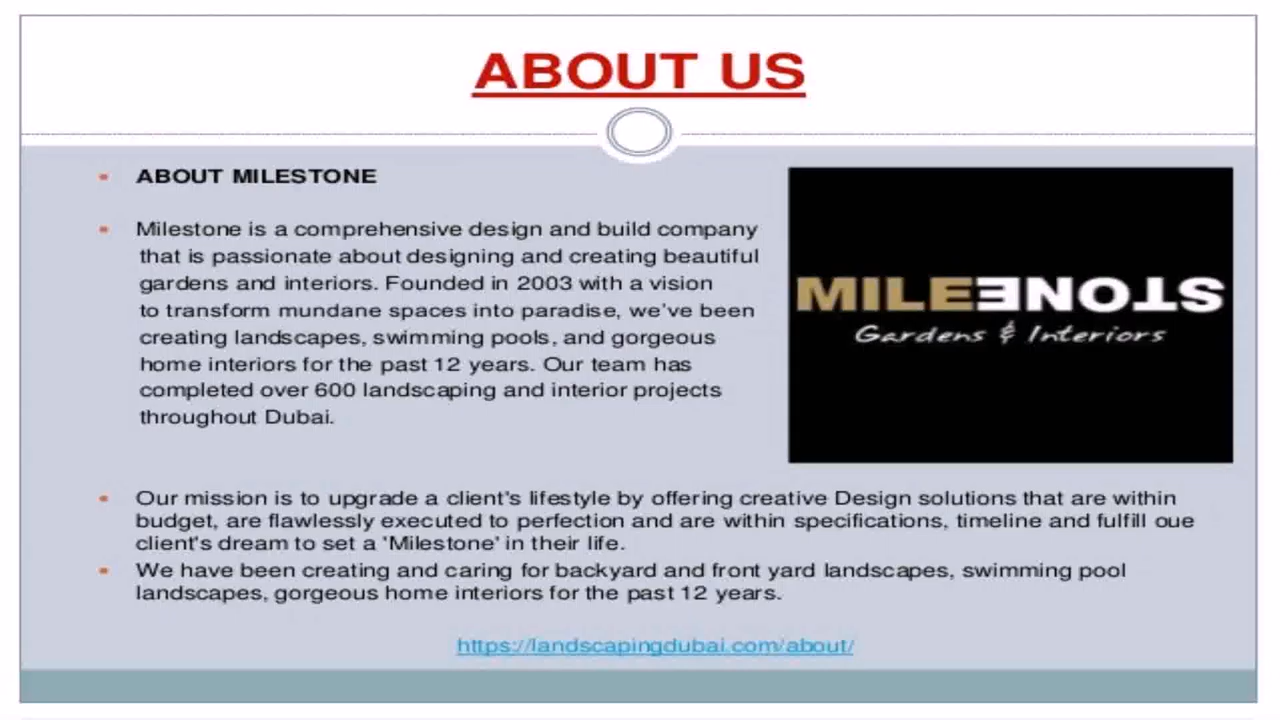 ABOUT US
ABOUT MILESTONE
Milestone is a comprehensive design and build company
that is passionate about designing and creating beautiful
gardens and interiors. Founded in 2003 with a vision
to transform mundane spaces into paradise, we've been
creating landscapes, swimming pools, and gorgeous
home interiors for the past 12 years. Our team has
completed over 600 landscaping and interior projects
throughout Dubai.
MILESTONE
Gardens & Interiors
Our mission is to upgrade a client's lifestyle by offering creative Design solutions that are within
budget, are flawlessly executed to perfection and are within specifications, timeline and fulfill oue
client's dream to set a 'Milestone' in their life.
We have been creating and caring for backyard and front yard landscapes, swimming pool
landscapes, gorgeous home interiors for the past 12 years.
https://landscapingdubai.com/about/